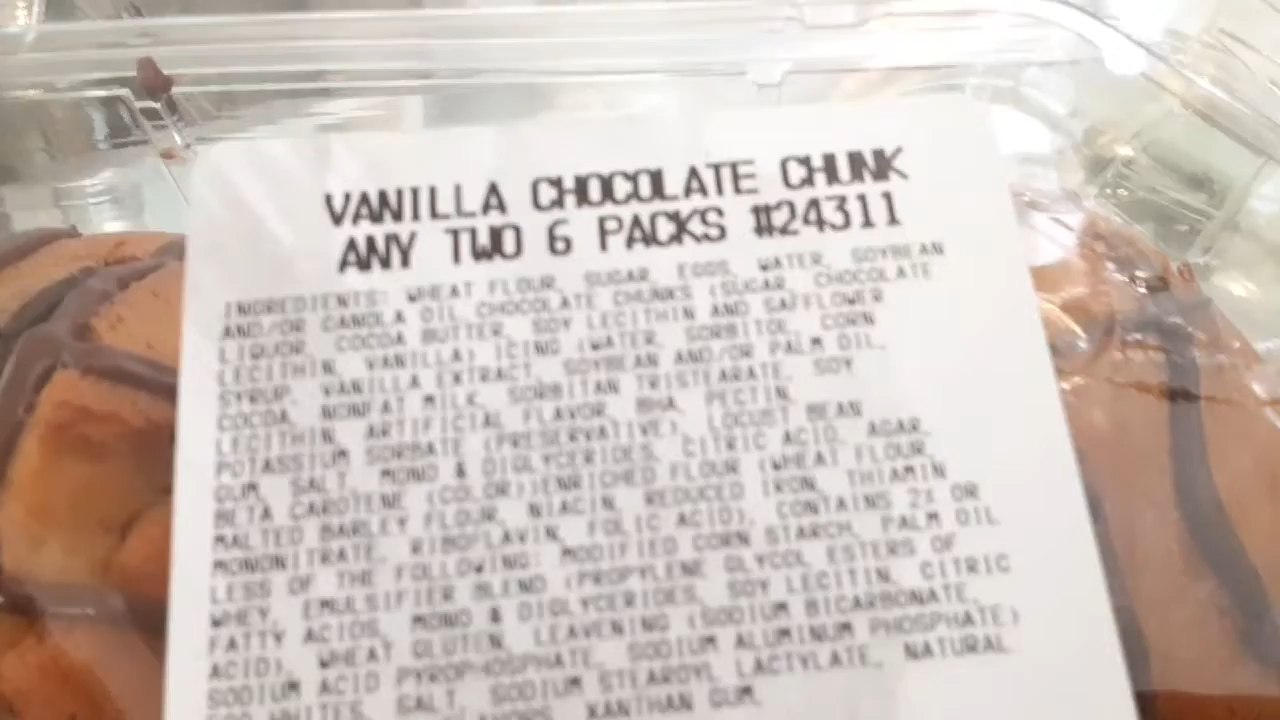 VANILLA CHOCOLATE CHUNK
ANY TWO 6 PACKS #24311
INGREDIENTS: WHEAT FLOUR, SUGAR, EGGS, WATER, SOYBEAN
AND/OR CANOLA OIL, CHOCOLATE CHUNKS (SUGAR, CHOCOLATE
LIQUOR, COCOA BUTTER, SOY LECITHIN AND SAFFLOWER
LECITHIN, VANILLA) ICING (WATER, SORBITOL, CORN
SYRUP, VANILLA EXTRACT, SOYBEAN AND/OR PALM OIL,
COCOA, NONFAT MILK, SORBITAN TRISTEARATE, SOY
LECITHIN, ARTIFICIAL FLAVOR, BHA, PECTIN,
POTASSIUM SORBATE (PRESERVATIVE), LOCUST BEAN
GUM, SALT, MONO & DIGLYCERIDES, CITRIC ACID, AGAR,
BETA CAROTENE (COLOR))ENRICHED FLOUR (WHEAT FLOUR,
MALTED BARLEY FLOUR, NIACIN, REDUCED IRON, THIAMIN
MONONITRATE, RIBOFLAVIN, FOLIC ACID), CONTAINS 2% OR
LESS OF THE FOLLOWING: MODIFIED CORN STARCH, PALM OIL
WHEY, EMULSIFIER BLEND (PROPYLENE GLYCOL ESTERS OF
FATTY ACIDS, MONO & DIGLYCERIDES, SOY LECITIN, CITRIC
ACID), WHEAT GLUTEN, LEAVENING (SODIUM BICARBONATE,
SODIUM ACID PYROPHOSPHATE, SODIUM ALUMINUM PHOSPHATE)
EGG WHITES, SALT, SODIUM STEAROYL LACTYLATE, NATURAL
FLAVORS, XANTHAN GUM,